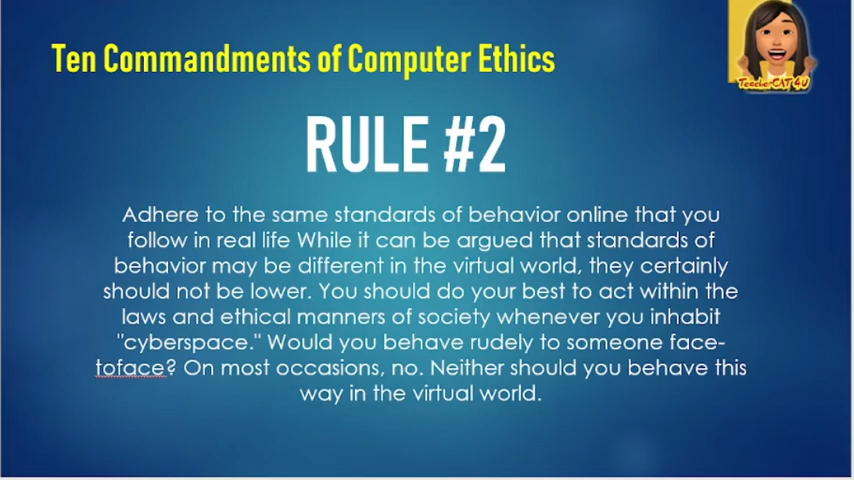 Ten Commandments of Computer Ethics
TeacherCAT4U
RULE #2
Adhere to the same standards of behavior online that you
follow in real life While it can be argued that standards of
behavior may be different in the virtual world, they certainly
should not be lower. You should do your best to act within the
laws and ethical manners of society whenever you inhabit
"cyberspace." Would you behave rudely to someone face-
toface? On most occasions, no. Neither should you behave this
way in the virtual world.